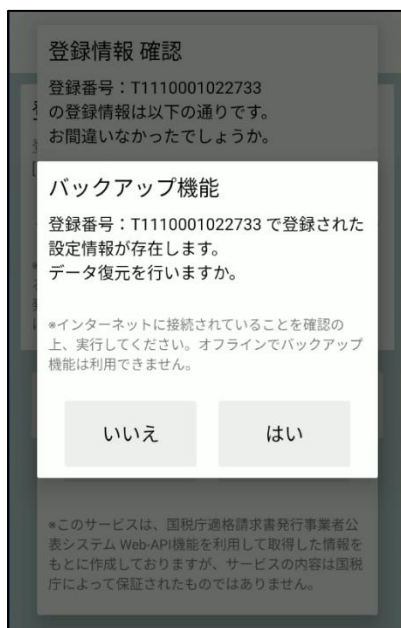 登録情報 確認
登録番号：T1110001022733
の登録情報は以下の通りです。
お間違いなかったでしょうか。
バックアップ機能
登録番号：T1110001022733 で登録された
設定情報が存在します。
データ復元を行いますか。
※インターネットに接続されていることを確認の
上、実行してください。オフラインでバックアップ
機能は利用できません。
いいえ
はい
※このサービスは、国税庁適格請求書発行事業者公
表システム Web-API機能を利用して取得した情報を
もとに作成しておりますが、サービスの内容は国税
庁によって保証されたものではありません。